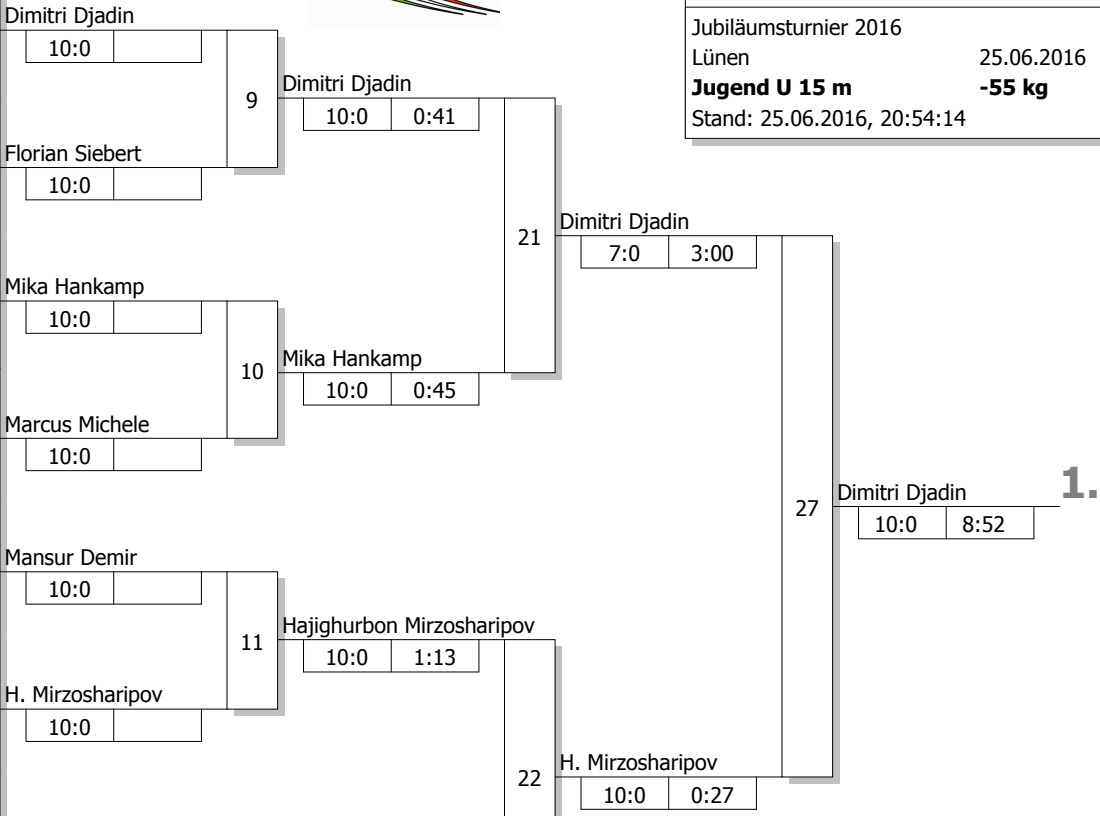 Dimitri Djadin
10:0
Jubiläumsturnier 2016
Lünen 25.06.2016
Jugend U 15 m -55 kg
Stand: 25.06.2016, 20:54:14
9
Dimitri Djadin
10:0 0:41
Florian Siebert
10:0
21
Dimitri Djadin
7:0 3:00
Mika Hankamp
10:0
10
Mika Hankamp
10:0 0:45
Marcus Michele
10:0
27
Dimitri Djadin
10:0 8:52
1.
Mansur Demir
10:0
11
Hajighurbon Mirzosharipov
10:0 1:13
H. Mirzosharipov
10:0
22
H. Mirzosharipov
10:0 0:27